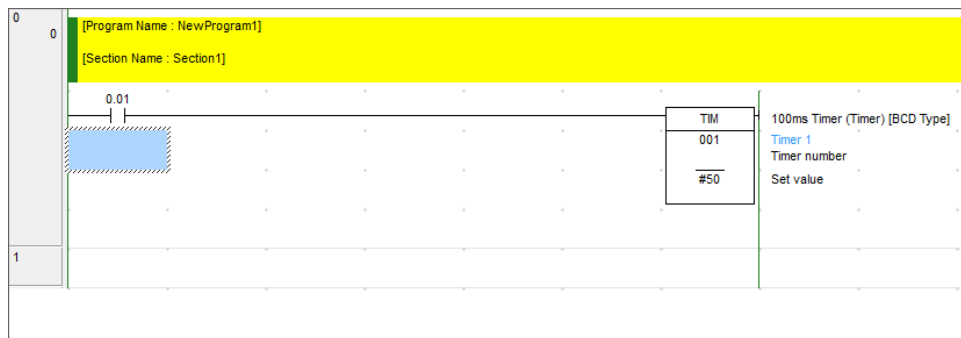 0
0
[Program Name : NewProgram1]
[Section Name : Section1]
0.01
TIM
100ms Timer (Timer) [BCD Type]
001
Timer 1
Timer number
#50
Set value
1